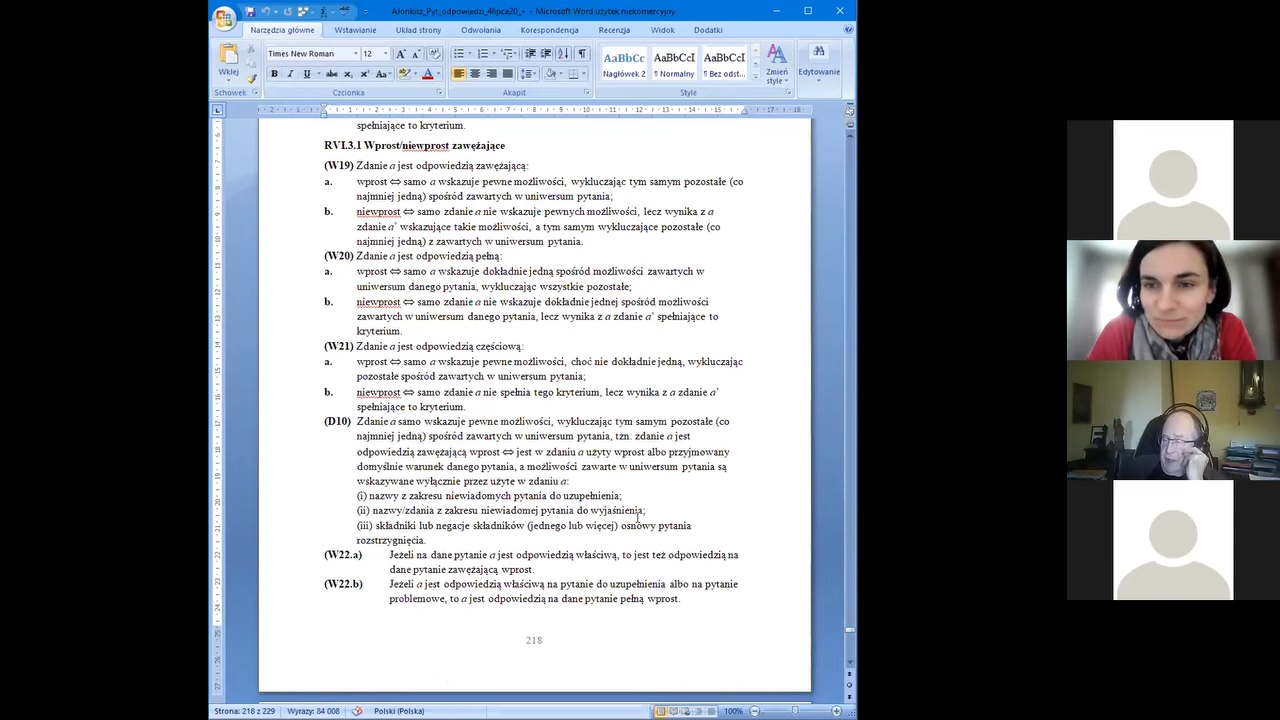 AJonkisz_Pyt_odpowiedzi_4lipca20_+ - Microsoft Word użytek niekomercyjny
Narzędzia główne Wstawianie Układ strony Odwołania Korespondencja Recenzja Widok Dodatki
Wklej
Times New Roman 12
AaBbCc AaBbCcI AaBbCcI
Nagłówek 2 ¶ Normalny ¶ Bez odst...
Zmień style
Edytowanie
Schowek Czcionka Akapit Style
spełniające to kryterium.
RVI.3.1 Wprost/niewprost zawężające
(W19) Zdanie a jest odpowiedzią zawężającą:
a. wprost ⇔ samo a wskazuje pewne możliwości, wykluczając tym samym pozostałe (co
najmniej jedną) spośród zawartych w uniwersum pytania;
b. niewprost ⇔ samo zdanie a nie wskazuje pewnych możliwości, lecz wynika z a
zdanie a’ wskazujące takie możliwości, a tym samym wykluczające pozostałe (co
najmniej jedną) z zawartych w uniwersum pytania.
(W20) Zdanie a jest odpowiedzią pełną:
a. wprost ⇔ samo a wskazuje dokładnie jedną spośród możliwości zawartych w
uniwersum danego pytania, wykluczając wszystkie pozostałe;
b. niewprost ⇔ samo zdanie a nie wskazuje dokładnie jednej spośród możliwości
zawartych w uniwersum danego pytania, lecz wynika z a zdanie a’ spełniające to
kryterium.
(W21) Zdanie a jest odpowiedzią częściową:
a. wprost ⇔ samo a wskazuje pewne możliwości, choć nie dokładnie jedną, wykluczając
pozostałe spośród zawartych w uniwersum pytania;
b. niewprost ⇔ samo zdanie a nie spełnia tego kryterium, lecz wynika z a zdanie a’
spełniające to kryterium.
(D10) Zdanie a samo wskazuje pewne możliwości, wykluczając tym samym pozostałe (co
najmniej jedną) spośród zawartych w uniwersum pytania, tzn. zdanie a jest
odpowiedzią zawężającą wprost ⇔ jest w zdaniu a użyty wprost albo przyjmowany
domyślnie warunek danego pytania, a możliwości zawarte w uniwersum pytania są
wskazywane wyłącznie przez użyte w zdaniu a:
(i) nazwy z zakresu niewiadomych pytania do uzupełnienia;
(ii) nazwy/zdania z zakresu niewiadomej pytania do wyjaśnienia;
(iii) składniki lub negacje składników (jednego lub więcej) osnowy pytania
rozstrzygnięcia.
(W22.a) Jeżeli na dane pytanie a jest odpowiedzią właściwą, to jest też odpowiedzią na
dane pytanie zawężającą wprost.
(W22.b) Jeżeli a jest odpowiedzią właściwą na pytanie do uzupełnienia albo na pytanie
problemowe, to a jest odpowiedzią na dane pytanie pełną wprost.
218
Strona: 218 z 229 Wyrazy: 84 008 Polski (Polska) 100%